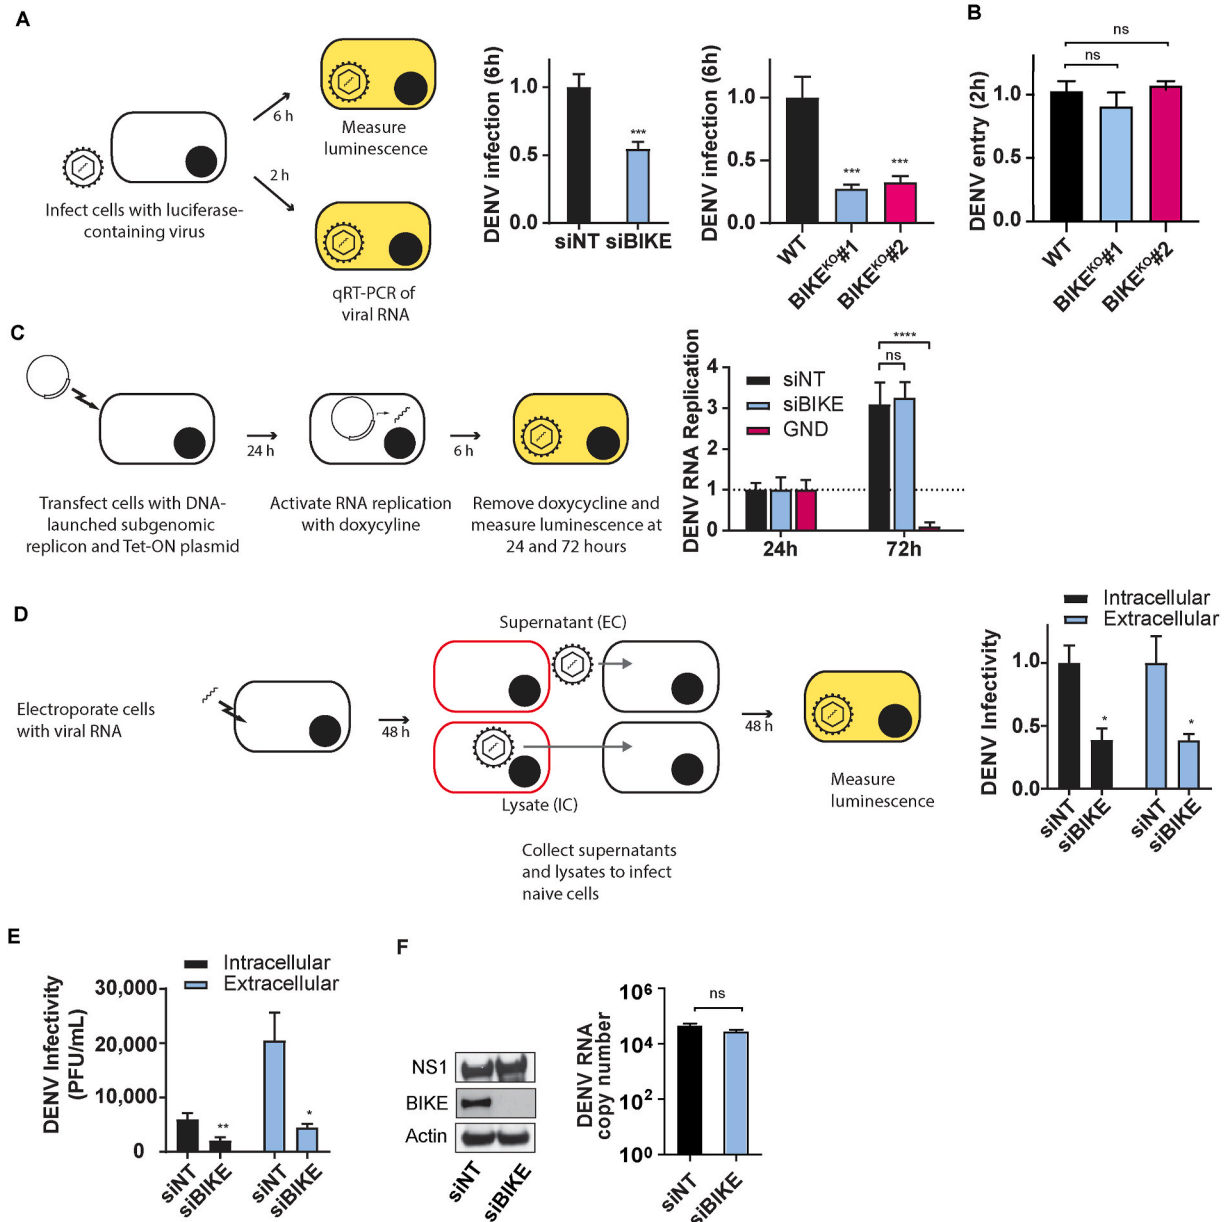 A
Infect cells with luciferase-
containing virus
6 h
2 h
Measure
luminescence
qRT-PCR of
viral RNA
DENV infection (6h)
1.0
0.5
0.0
***
siNT
siBIKE
DENV infection (6h)
1.0
0.5
0.0
***
***
WT
BIKEᴷᴼ#1
BIKEᴷᴼ#2
B
DENV entry (2h)
1.0
0.5
0.0
ns
ns
WT
BIKEᴷᴼ#1
BIKEᴷᴼ#2
C
24 h
6 h
Transfect cells with DNA-
launched subgenomic
replicon and Tet-ON plasmid
Activate RNA replication
with doxycyline
Remove doxycycline and
measure luminescence at
24 and 72 hours
DENV RNA Replication
4
3
2
1
0
siNT
siBIKE
GND
****
ns
24h
72h
D
Electroporate cells
with viral RNA
48 h
Supernatant (EC)
Lysate (IC)
Collect supernatants
and lysates to infect
naive cells
48 h
Measure
luminescence
Intracellular
Extracellular
DENV Infectivity
1.0
0.5
0.0
*
*
siNT
siBIKE
siNT
siBIKE
E
Intracellular
Extracellular
DENV Infectivity
(PFU/mL)
30,000
20,000
10,000
0
**
*
siNT
siBIKE
siNT
siBIKE
F
NS1
BIKE
Actin
siNT
siBIKE
DENV RNA
copy number
10⁶
10⁴
10²
10⁰
ns
siNT
siBIKE